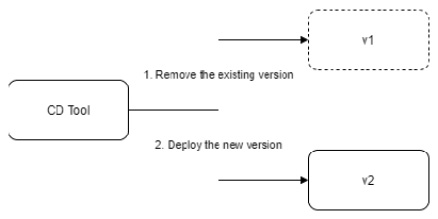 v1
1. Remove the existing version
CD Tool
2. Deploy the new version
v2